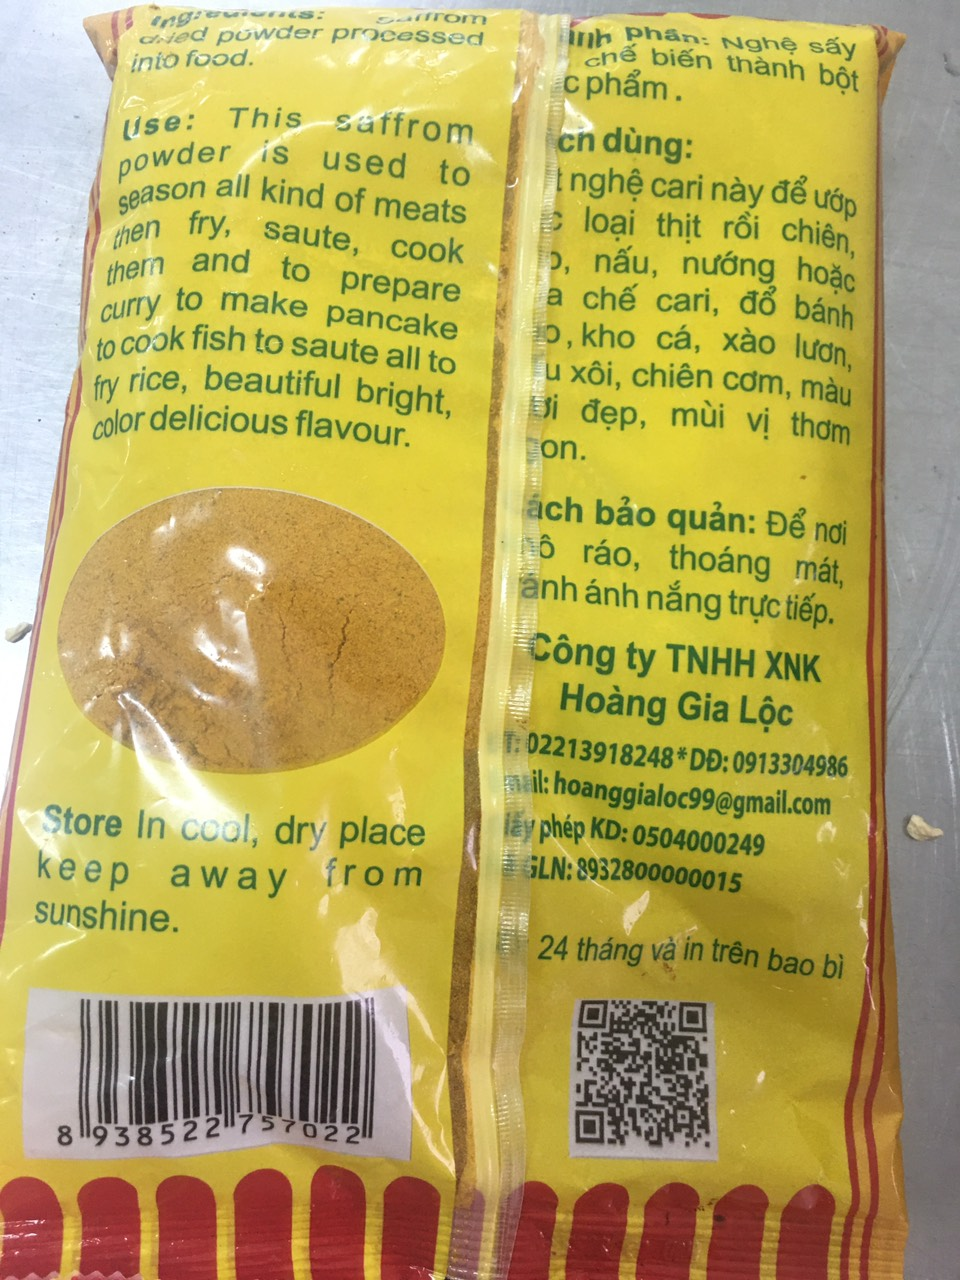 Ingredients: saffrom
dried powder processed
into food.
Use: This saffrom
powder is used to
season all kind of meats
then fry, saute, cook
them and to prepare
curry to make pancake
to cook fish to saute all to
fry rice, beautiful bright,
color delicious flavour.
Store In cool, dry place
keep away from
sunshine.
8 938522 757022
phần: Nghệ sấy
chế biến thành bột
phẩm.
dùng:
nghệ cari này để ướp
loại thịt rồi chiên,
nấu, nướng hoặc
chế cari, đổ bánh
kho cá, xào lươn,
xôi, chiên cơm, màu
đẹp, mùi vị thơm
bảo quản: Để nơi
ráo, thoáng mát,
ánh nắng trực tiếp.
Công ty TNHH XNK
Hoàng Gia Lộc
T: 02213918248*DĐ: 0913304986
hoanggialoc99@gmail.com
phép KD: 0504000249
GLN: 8932800000015
24 tháng và in trên bao bì